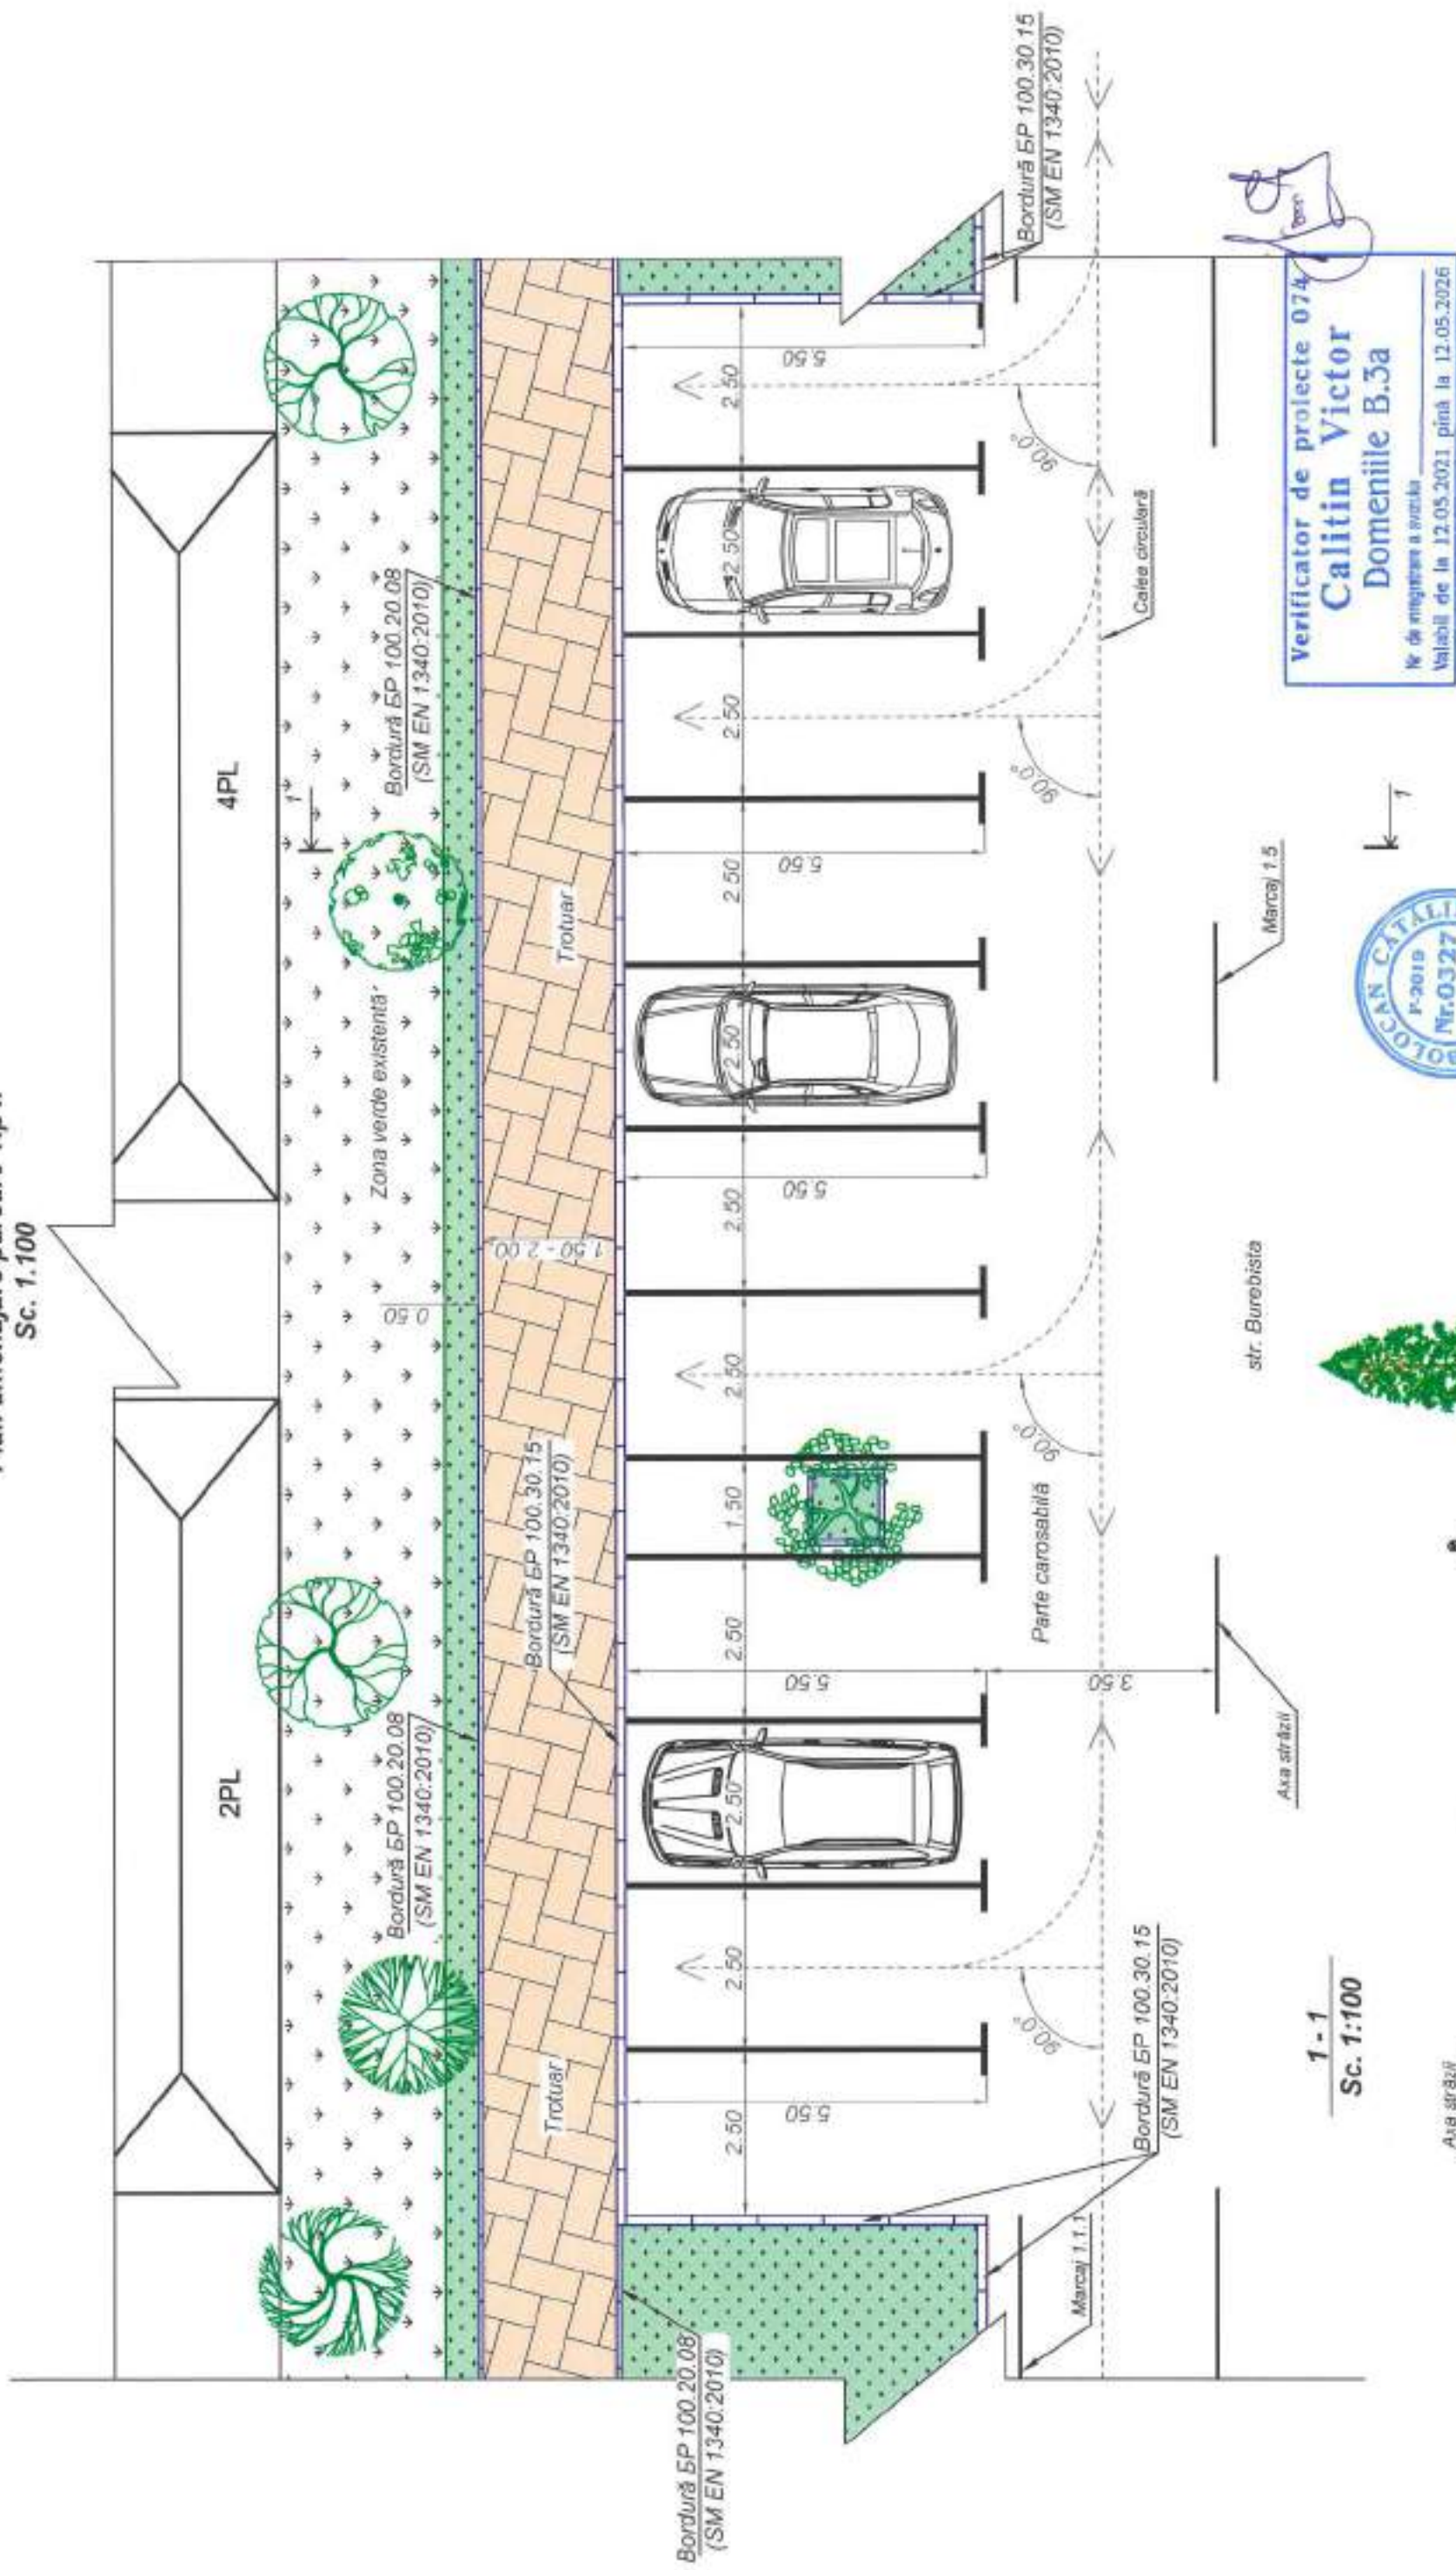 Sc. 1:100
2PL
4PL
1
Zona verde existentă
0.50
Bordură БР 100.20.08
(SM EN 1340:2010)
Bordură БР 100.20.08
(SM EN 1340:2010)
Trotuar
Trotuar
1.50 - 2.00
Bordură БР 100.30.15
(SM EN 1340:2010)
Bordură БР 100.20.08
(SM EN 1340:2010)
2.50
2.50
2.50
2.50
1.50
2.50
2.50
2.50
2.50
2.50
2.50
2.50
5.50
5.50
5.50
5.50
5.50
3.50
90.0°
90.0°
90.0°
90.0°
Parte carosabilă
Calea circulară
Bordură БР 100.30.15
(SM EN 1340:2010)
Bordură БР 100.30.15
(SM EN 1340:2010)
Marcaj 1.1.1
Axa străzii
str. Burebista
Marcaj 1.5
1
1 - 1
Sc. 1:100
Axa străzii
Verificator de proiecte 074
Calitin Victor
Domeniile B.3a
Valabil de la 12.05.2021 pînă la 12.05.2026
F-2019
Nr.0327